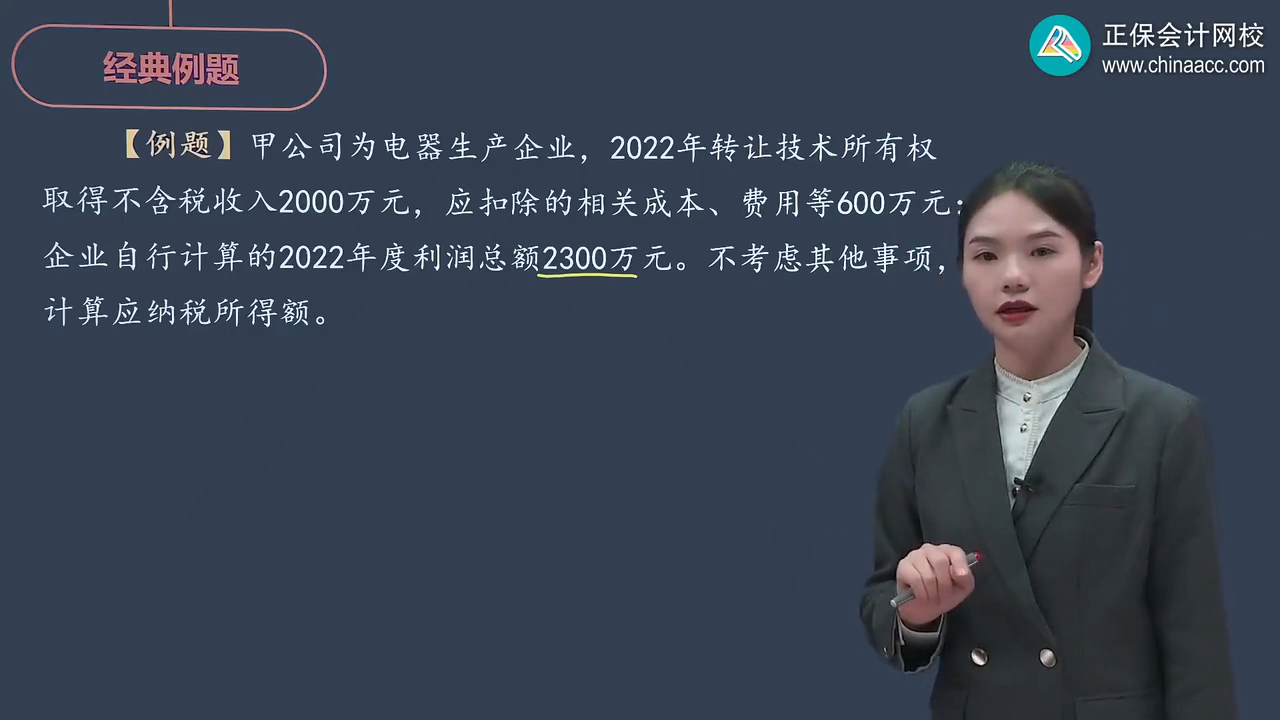 经典例题
正保会计网校
www.chinaacc.com
【例题】甲公司为电器生产企业，2022年转让技术所有权
取得不含税收入2000万元，应扣除的相关成本、费用等600万元；
企业自行计算的2022年度利润总额2300万元。不考虑其他事项，
计算应纳税所得额。